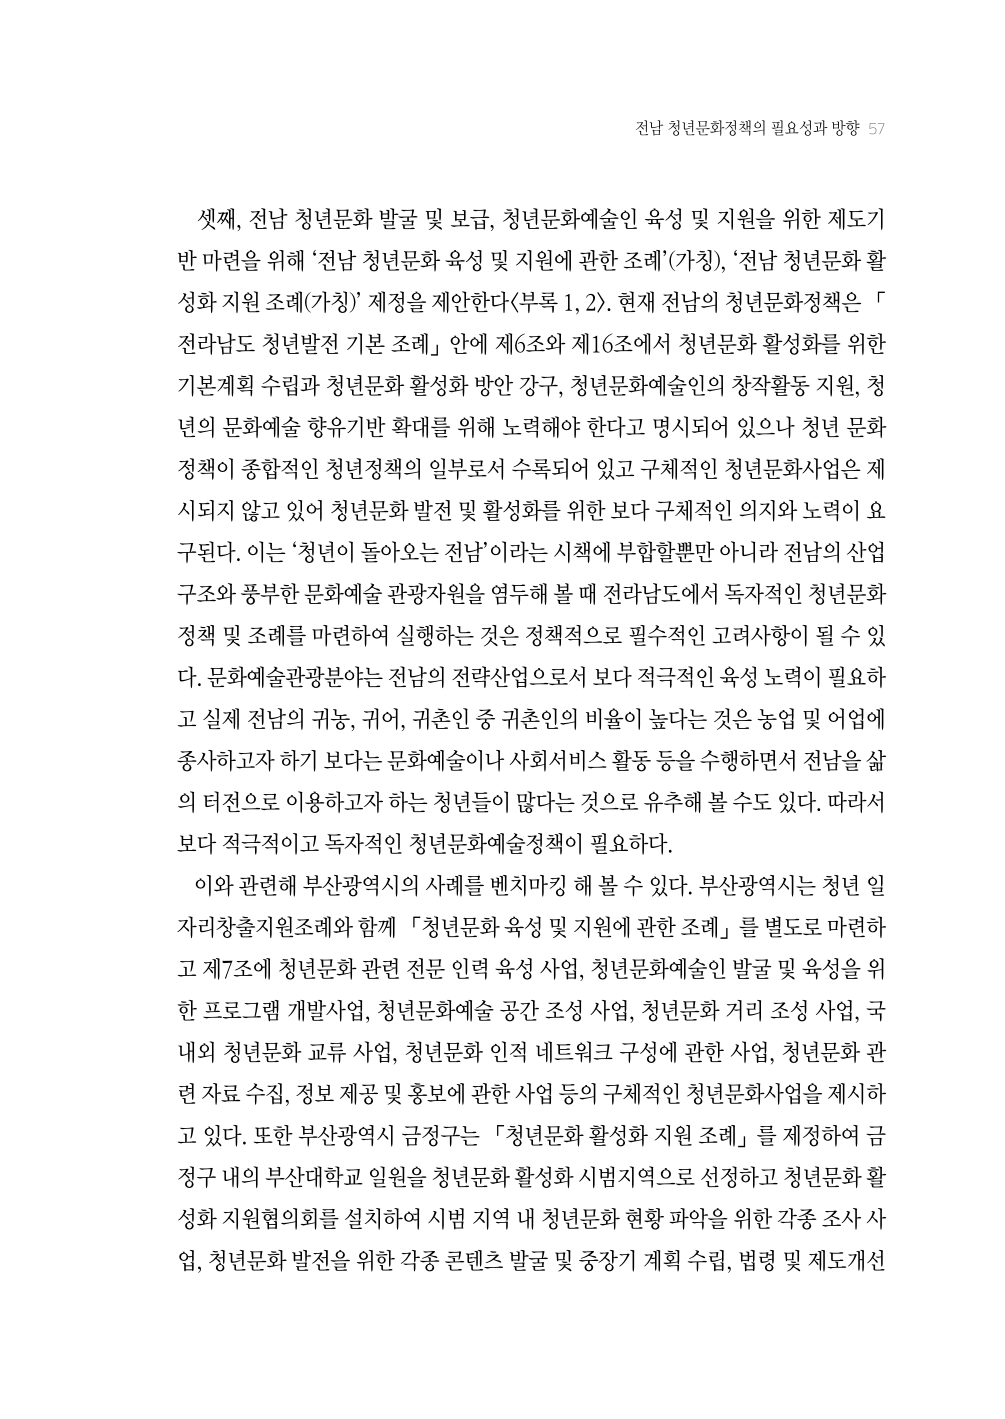 전남 청년문화정책의 필요성과 방향 57
셋째, 전남 청년문화 발굴 및 보급, 청년문화예술인 육성 및 지원을 위한 제도기
반 마련을 위해 ‘전남 청년문화 육성 및 지원에 관한 조례’(가칭), ‘전남 청년문화 활
성화 지원 조례(가칭)’ 제정을 제안한다〈부록 1, 2〉. 현재 전남의 청년문화정책은 「
전라남도 청년발전 기본 조례」 안에 제6조와 제16조에서 청년문화 활성화를 위한
기본계획 수립과 청년문화 활성화 방안 강구, 청년문화예술인의 창작활동 지원, 청
년의 문화예술 향유기반 확대를 위해 노력해야 한다고 명시되어 있으나 청년 문화
정책이 종합적인 청년정책의 일부로서 수록되어 있고 구체적인 청년문화사업은 제
시되지 않고 있어 청년문화 발전 및 활성화를 위한 보다 구체적인 의지와 노력이 요
구된다. 이는 ‘청년이 돌아오는 전남’이라는 시책에 부합할뿐만 아니라 전남의 산업
구조와 풍부한 문화예술 관광자원을 염두해 볼 때 전라남도에서 독자적인 청년문화
정책 및 조례를 마련하여 실행하는 것은 정책적으로 필수적인 고려사항이 될 수 있
다. 문화예술관광분야는 전남의 전략산업으로서 보다 적극적인 육성 노력이 필요하
고 실제 전남의 귀농, 귀어, 귀촌인 중 귀촌인의 비율이 높다는 것은 농업 및 어업에
종사하고자 하기 보다는 문화예술이나 사회서비스 활동 등을 수행하면서 전남을 삶
의 터전으로 이용하고자 하는 청년들이 많다는 것으로 유추해 볼 수도 있다. 따라서
보다 적극적이고 독자적인 청년문화예술정책이 필요하다.
이와 관련해 부산광역시의 사례를 벤치마킹 해 볼 수 있다. 부산광역시는 청년 일
자리창출지원조례와 함께 「청년문화 육성 및 지원에 관한 조례」를 별도로 마련하
고 제7조에 청년문화 관련 전문 인력 육성 사업, 청년문화예술인 발굴 및 육성을 위
한 프로그램 개발사업, 청년문화예술 공간 조성 사업, 청년문화 거리 조성 사업, 국
내외 청년문화 교류 사업, 청년문화 인적 네트워크 구성에 관한 사업, 청년문화 관
련 자료 수집, 정보 제공 및 홍보에 관한 사업 등의 구체적인 청년문화사업을 제시하
고 있다. 또한 부산광역시 금정구는 「청년문화 활성화 지원 조례」를 제정하여 금
정구 내의 부산대학교 일원을 청년문화 활성화 시범지역으로 선정하고 청년문화 활
성화 지원협의회를 설치하여 시범 지역 내 청년문화 현황 파악을 위한 각종 조사 사
업, 청년문화 발전을 위한 각종 콘텐츠 발굴 및 중장기 계획 수립, 법령 및 제도개선